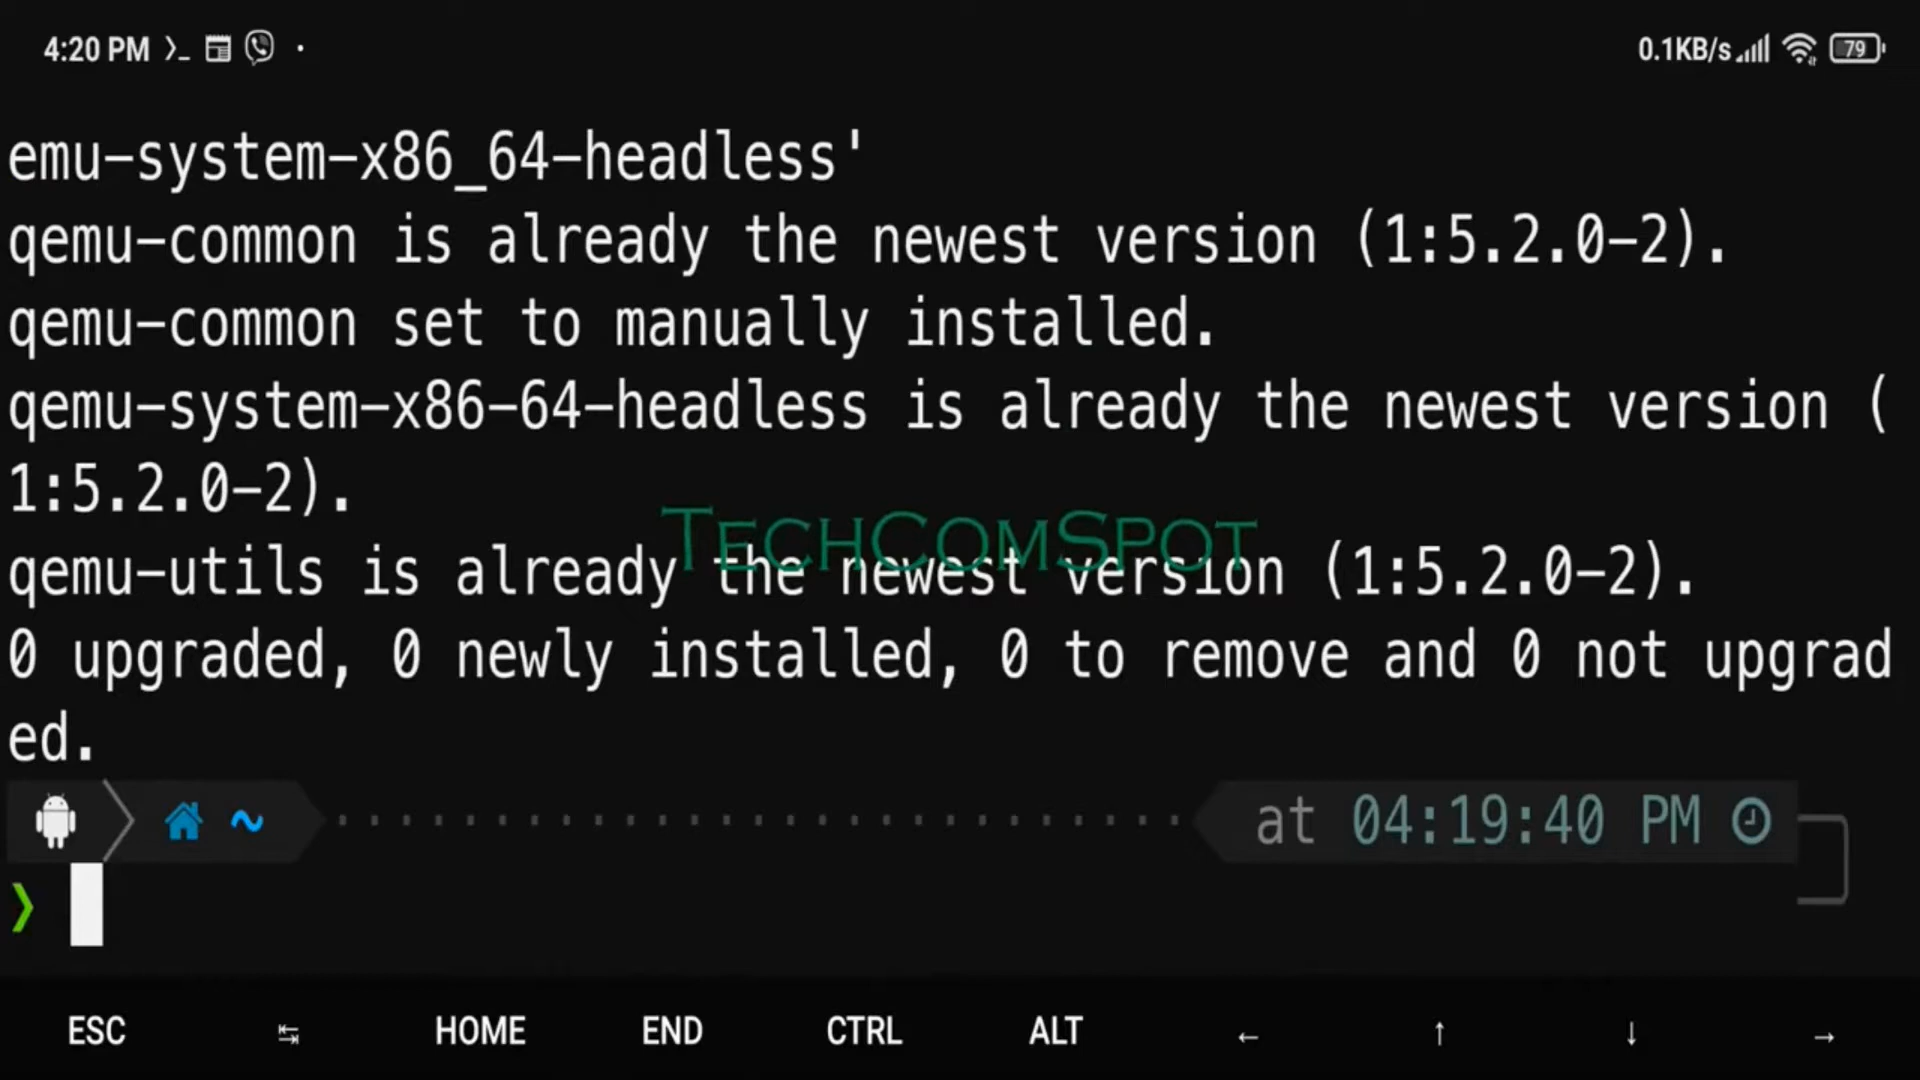 4:20 PM
0.1KB/s
79
emu-system-x86_64-headless'
qemu-common is already the newest version (1:5.2.0-2).
qemu-common set to manually installed.
qemu-system-x86-64-headless is already the newest version (
1:5.2.0-2).
TECHCOMSPOT
qemu-utils is already the newest version (1:5.2.0-2).
0 upgraded, 0 newly installed, 0 to remove and 0 not upgrad
ed.
~ at 04:19:40 PM
❯
ESC ↹ HOME END CTRL ALT ← ↑ ↓ →